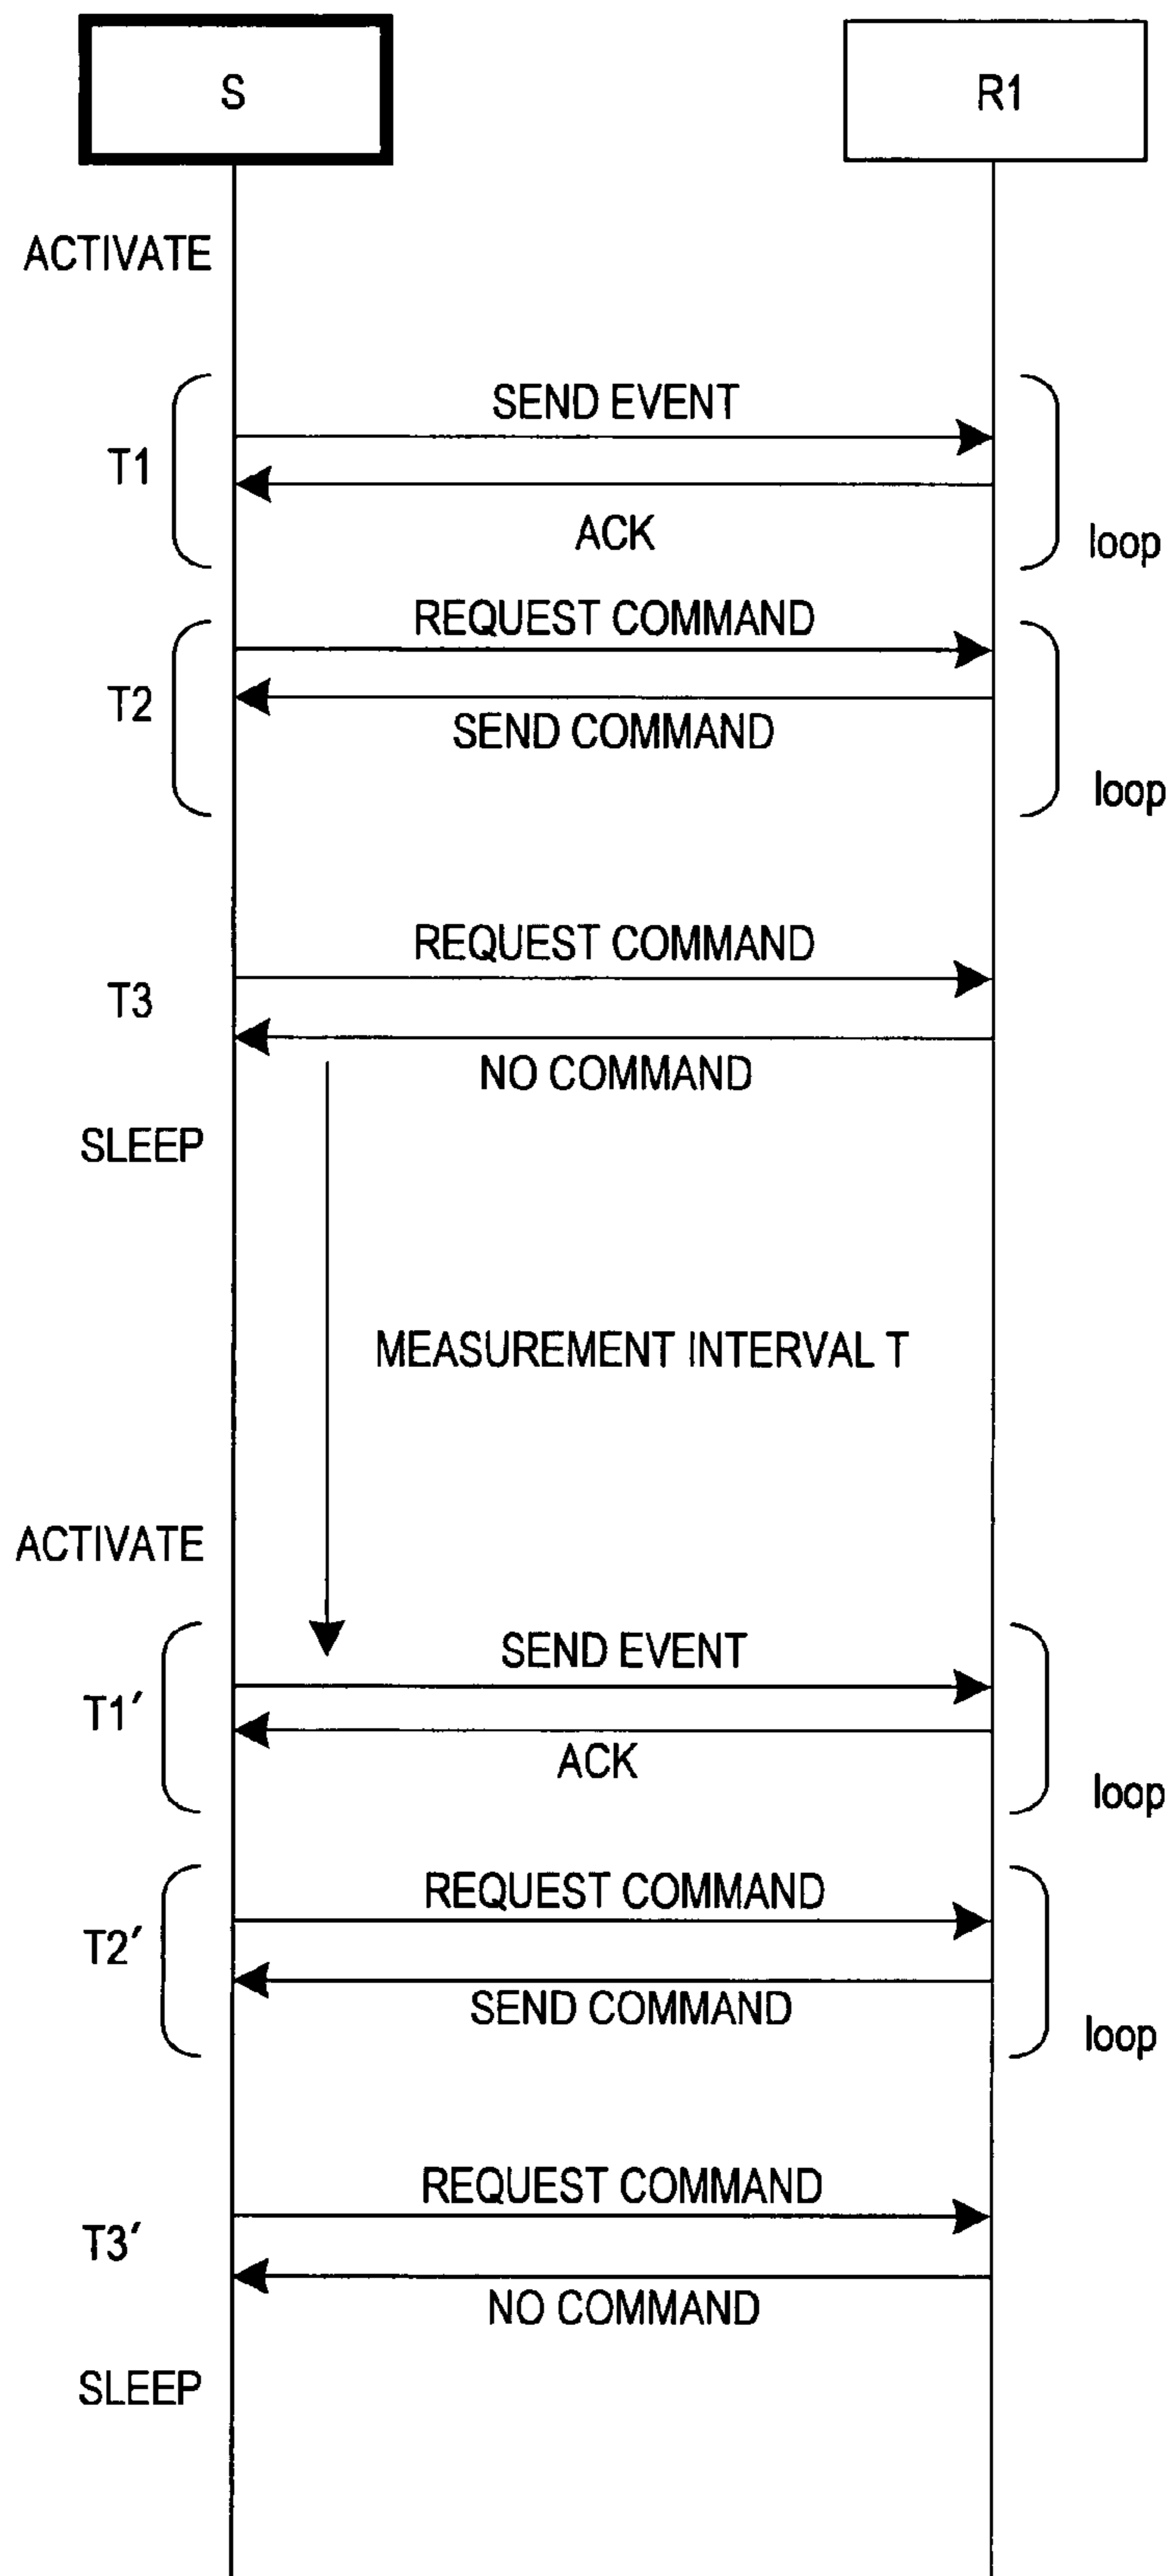 S
R1
ACTIVATE
SEND EVENT
T1
ACK
loop
REQUEST COMMAND
T2
SEND COMMAND
loop
REQUEST COMMAND
T3
NO COMMAND
SLEEP
MEASUREMENT INTERVAL T
ACTIVATE
SEND EVENT
T1′
ACK
loop
REQUEST COMMAND
T2′
SEND COMMAND
loop
REQUEST COMMAND
T3′
NO COMMAND
SLEEP